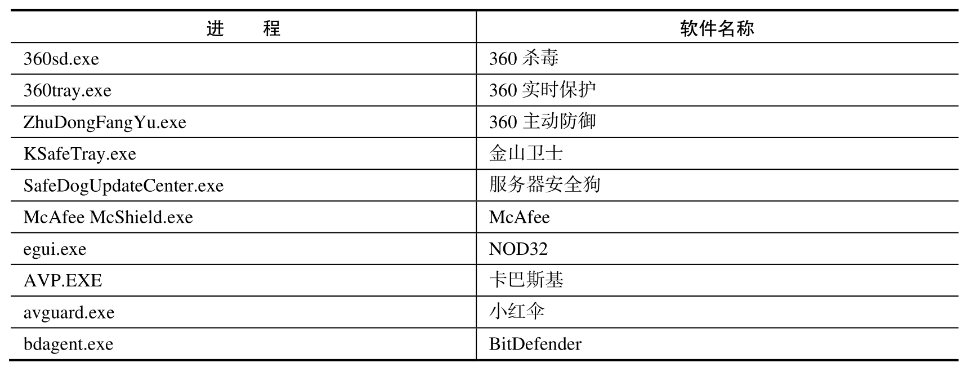 进 程 软件名称
360sd.exe 360 杀毒
360tray.exe 360 实时保护
ZhuDongFangYu.exe 360 主动防御
KSafeTray.exe 金山卫士
SafeDogUpdateCenter.exe 服务器安全狗
McAfee McShield.exe McAfee
egui.exe NOD32
AVP.EXE 卡巴斯基
avguard.exe 小红伞
bdagent.exe BitDefender